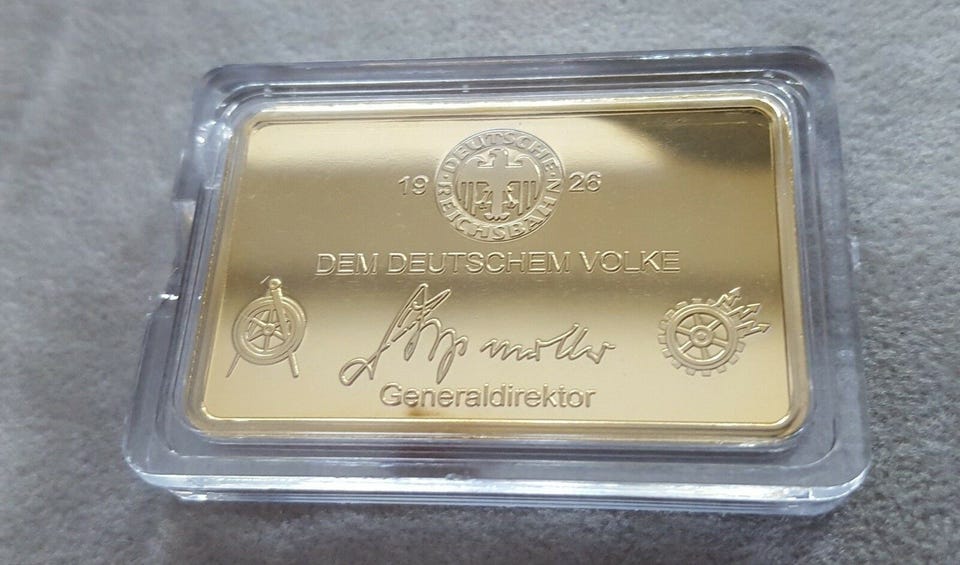 DEUTSCHE
REICHSBAHN
19 26
DEM DEUTSCHEM VOLKE
Generaldirektor